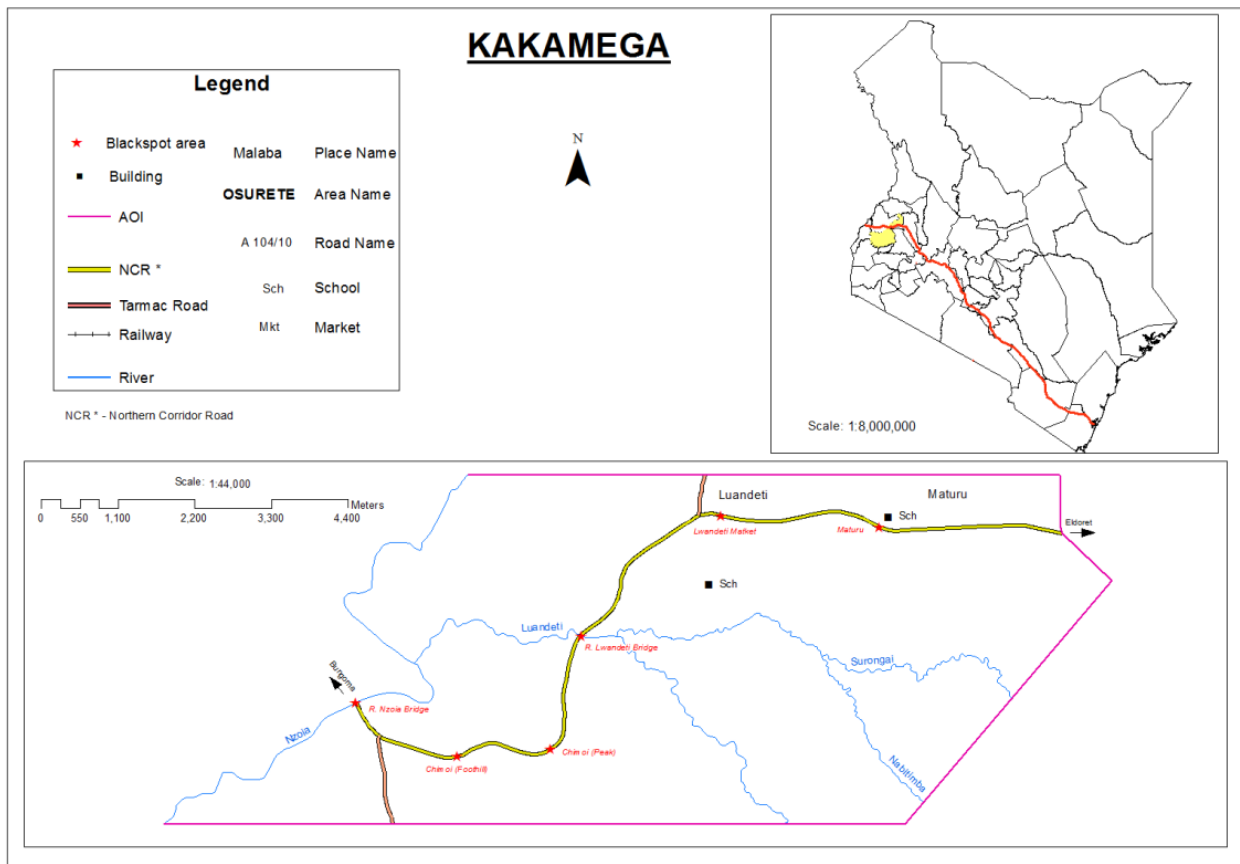 KAKAMEGA
Legend
Blackspot area
Building
AOI
NCR *
Tarmac Road
Railway
River
Malaba Place Name
OSURETE Area Name
A 104/10 Road Name
Sch School
Mkt Market
NCR * - Northern Corridor Road
N
Scale: 1:8,000,000
Scale: 1:44,000
Meters
0 550 1,100 2,200 3,300 4,400
Luandeti
Maturu
Sch
Eldoret
Lwandeti Market
Maturu
Sch
Luandeti
R. Lwandeti Bridge
Surongai
Bungoma
R. Nzoia Bridge
Nzoia
Chimoi (Peak)
Chimoi (Foothill)
Nabitimba